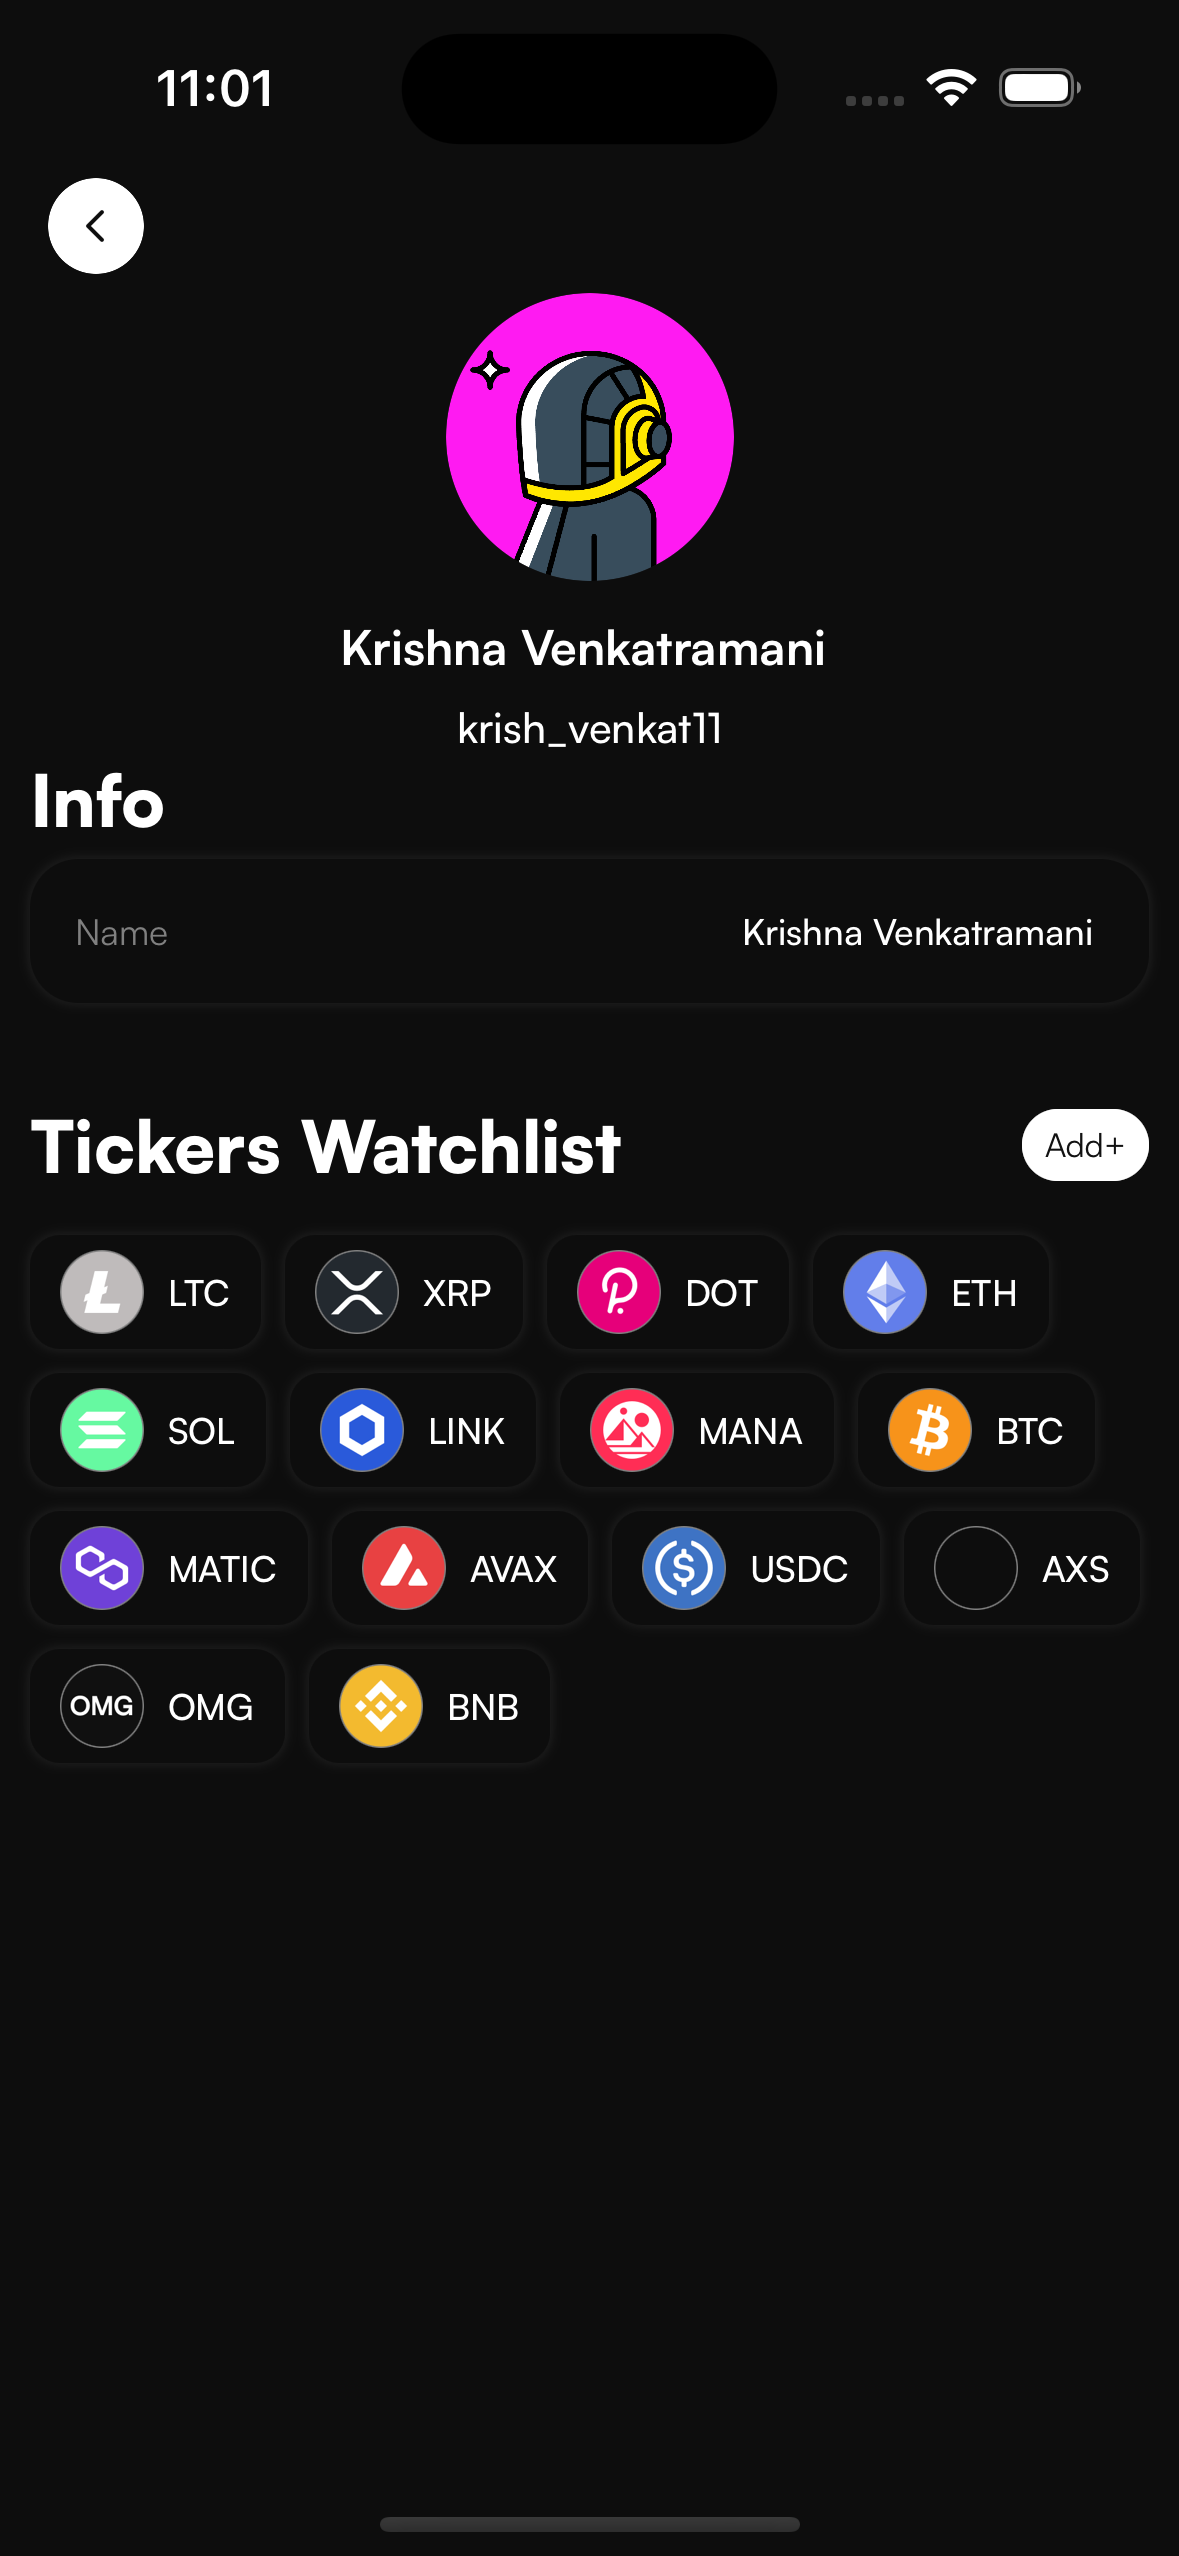 11:01
Krishna Venkatramani
krish_venkat11
Info
Name Krishna Venkatramani
Tickers Watchlist Add+
LTC XRP DOT ETH
SOL LINK MANA BTC
MATIC AVAX USDC AXS
OMG OMG BNB